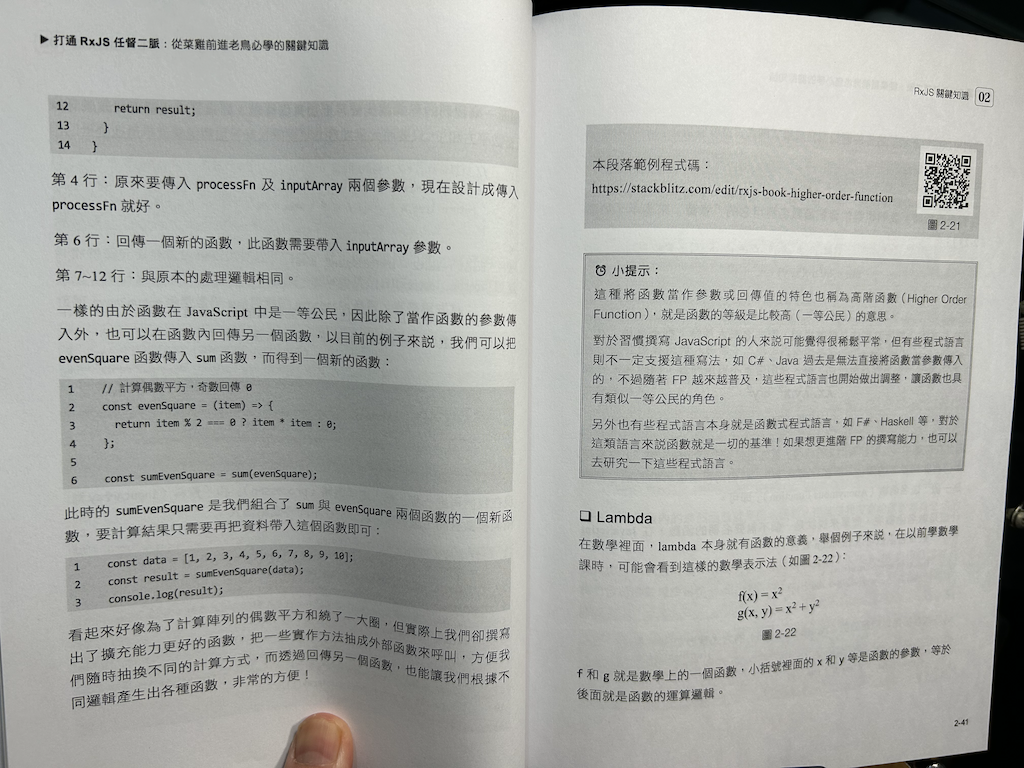 ▶ 打通 RxJS 任督二脈：從菜雞前進老鳥必學的關鍵知識
12 return result;
13 }
14 }
第 4 行：原來要傳入 processFn 及 inputArray 兩個參數，現在設計成傳入
processFn 就好。
第 6 行：回傳一個新的函數，此函數需要帶入 inputArray 參數。
第 7~12 行：與原本的處理邏輯相同。
一樣的由於函數在 JavaScript 中是一等公民，因此除了當作函數的參數傳
入外，也可以在函數內回傳另一個函數，以目前的例子來說，我們可以把
evenSquare 函數傳入 sum 函數，而得到一個新的函數：
1 // 計算偶數平方，奇數回傳 0
2 const evenSquare = (item) => {
3 return item % 2 === 0 ? item * item : 0;
4 };
5
6 const sumEvenSquare = sum(evenSquare);
此時的 sumEvenSquare 是我們組合了 sum 與 evenSquare 兩個函數的一個新函
數，要計算結果只需要再把資料帶入這個函數即可：
1 const data = [1, 2, 3, 4, 5, 6, 7, 8, 9, 10];
2 const result = sumEvenSquare(data);
3 console.log(result);
看起來好像為了計算陣列的偶數平方和繞了一大圈，但實際上我們卻撰寫
出了擴充能力更好的函數，把一些實作方法抽成外部函數來呼叫，方便我
們隨時抽換不同的計算方式，而透過回傳另一個函數，也能讓我們根據不
同邏輯產生出各種函數，非常的方便！
RxJS 關鍵知識 02
本段落範例程式碼：
https://stackblitz.com/edit/rxjs-book-higher-order-function
圖 2-21
小提示：
這種將函數當作參數或回傳值的特色也稱為高階函數（Higher Order
Function），就是函數的等級是比較高（一等公民）的意思。
對於習慣撰寫 JavaScript 的人來說可能覺得很稀鬆平常，但有些程式語言
則不一定支援這種寫法，如 C#、Java 過去是無法直接將函數當參數傳入
的，不過隨著 FP 越來越普及，這些程式語言也開始做出調整，讓函數也具
有類似一等公民的角色。
另外也有些程式語言本身就是函數式程式語言，如 F#、Haskell 等，對於
這類語言來說函數就是一切的基準！如果想更進階 FP 的撰寫能力，也可以
去研究一下這些程式語言。
❏ Lambda
在數學裡面，lambda 本身就有函數的意義，舉個例子來說，在以前學數學
課時，可能會看到這樣的數學表示法（如圖 2-22）：
f(x) = x²
g(x, y) = x² + y²
圖 2-22
f 和 g 就是數學上的一個函數，小括號裡面的 x 和 y 等是函數的參數，等於
後面就是函數的運算邏輯。
2-41